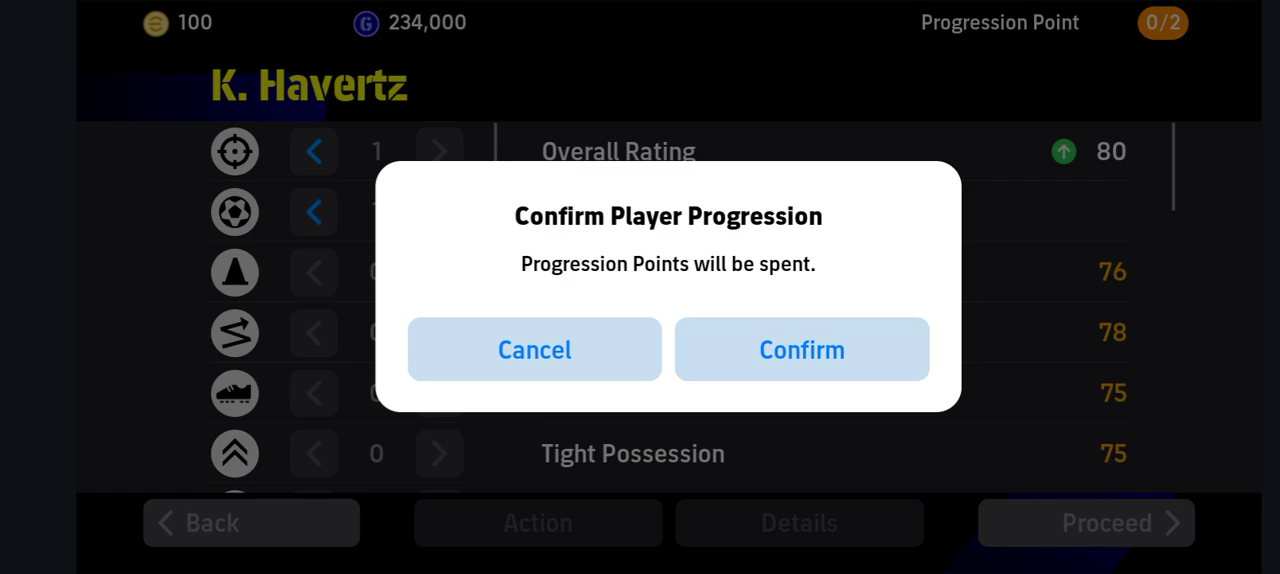 100 234,000 Progression Point 0/2
K. Havertz
1 Overall Rating 80
Confirm Player Progression
Progression Points will be spent.
76
Cancel Confirm
78
75
0 Tight Possession 75
Back Action Details Proceed